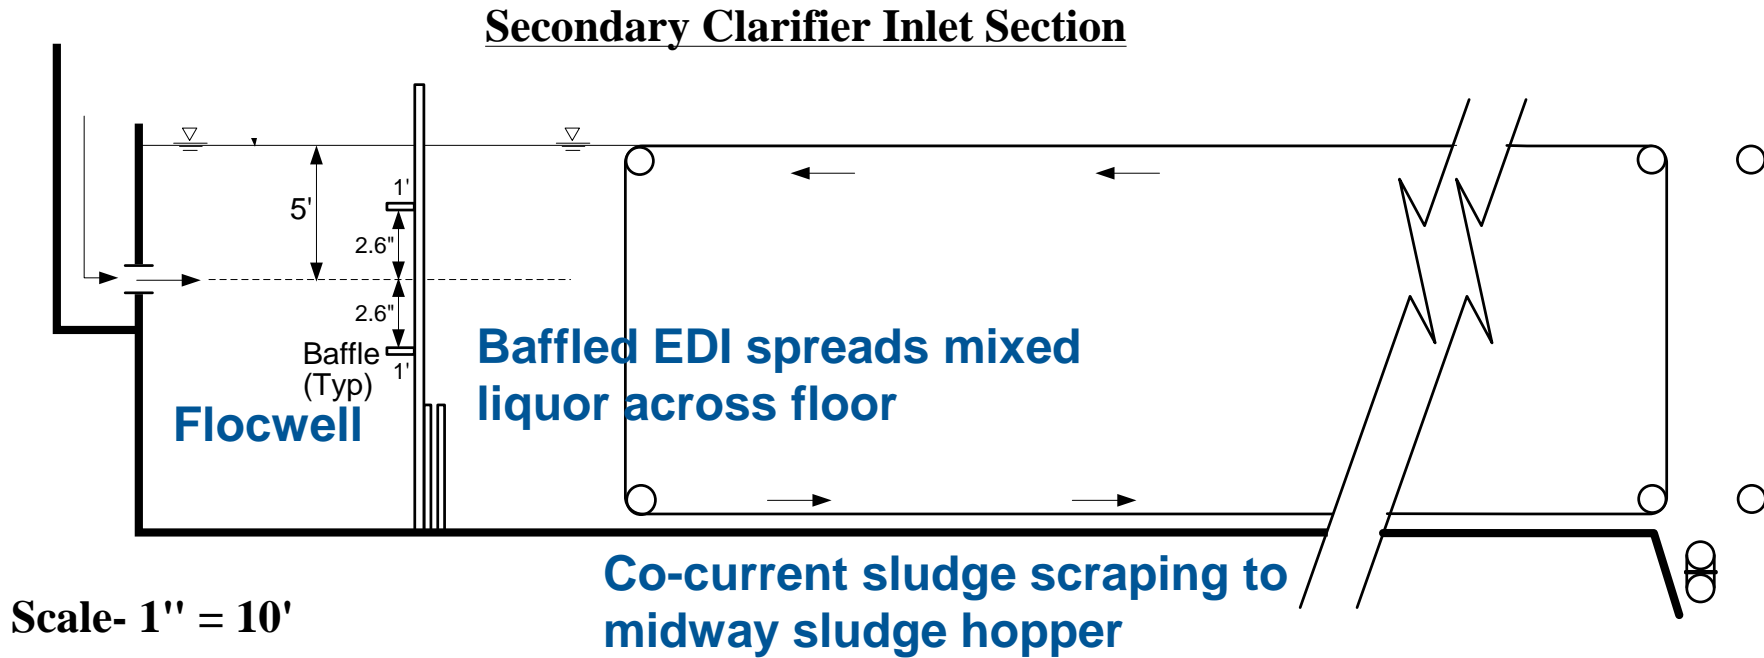 Secondary Clarifier Inlet Section
1'
5'
2.6"
2.6"
Baffle
(Typ)
1'
Flocwell
Baffled EDI spreads mixed
liquor across floor
Co-current sludge scraping to
midway sludge hopper
Scale- 1" = 10'